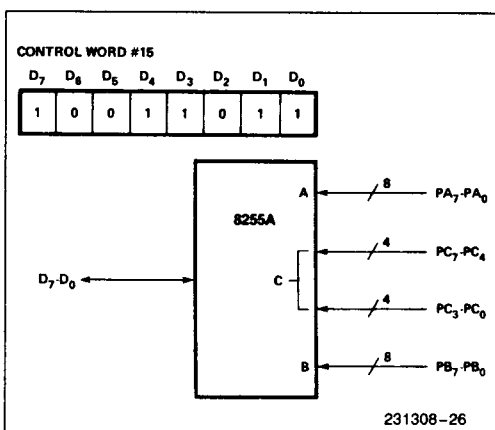 CONTROL WORD #15
D7 D6 D5 D4 D3 D2 D1 D0
1 0 0 1 1 0 1 1
A 8 PA7-PA0
8255A
4 PC7-PC4
D7-D0 C
4 PC3-PC0
B 8 PB7-PB0
231308-26